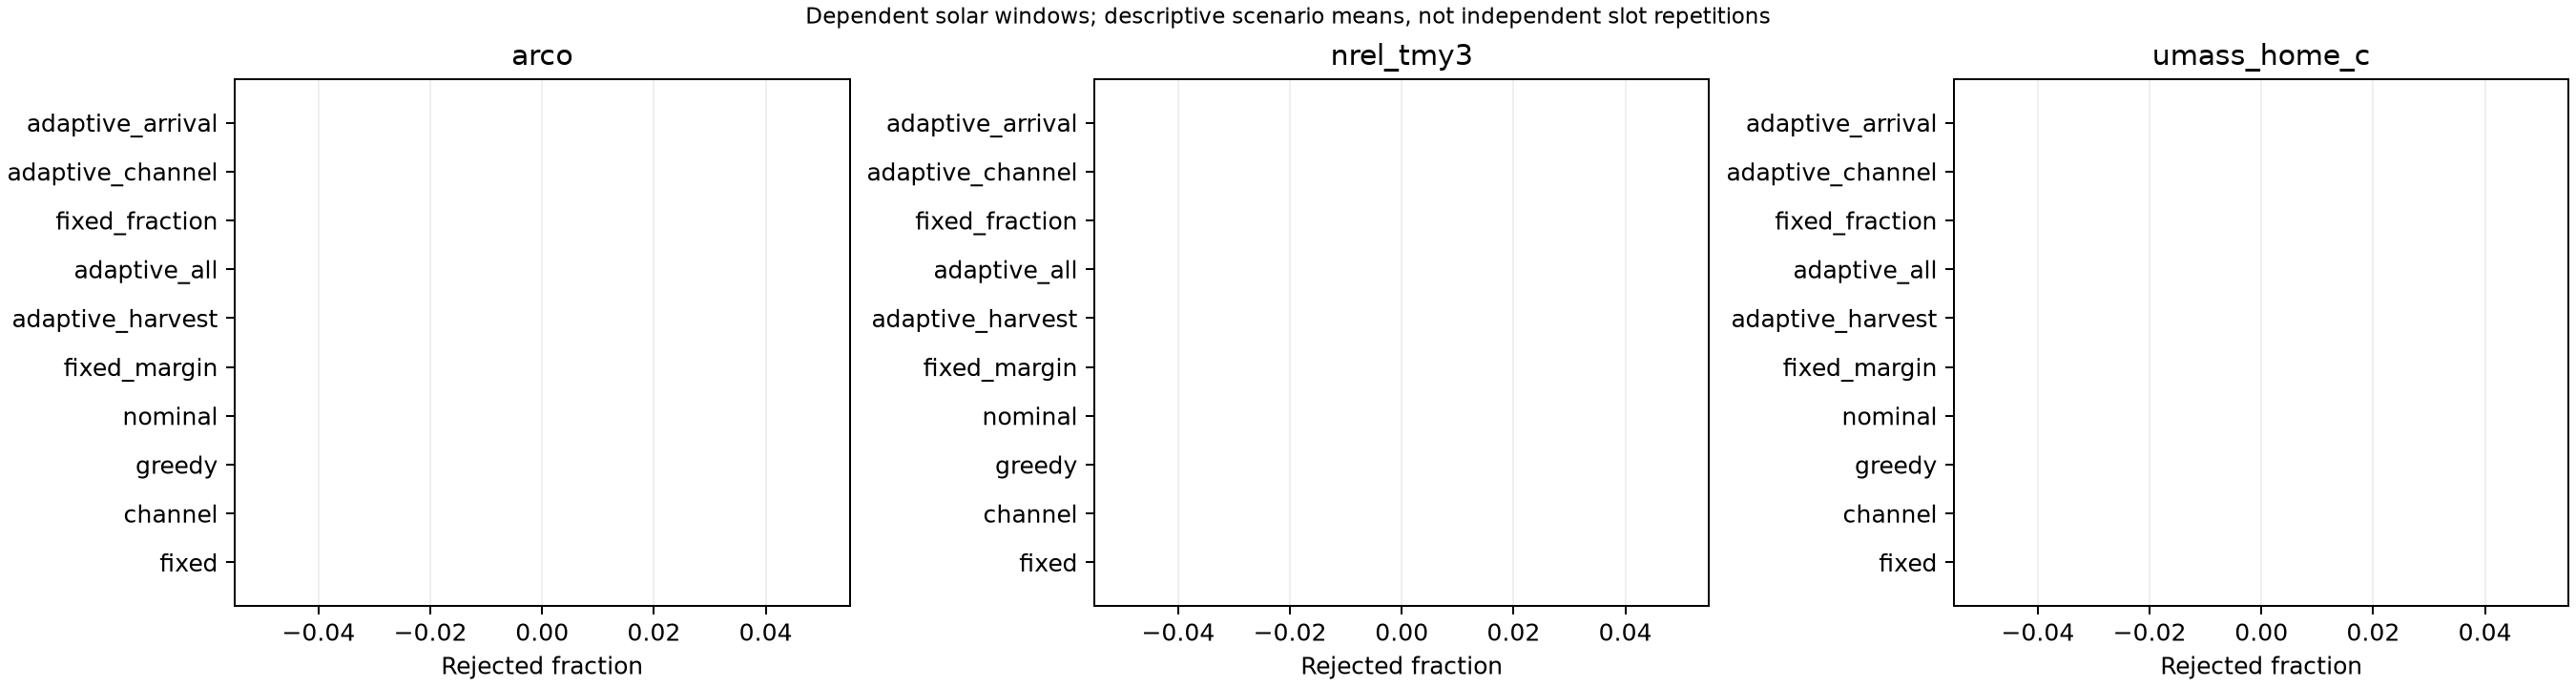 Dependent solar windows; descriptive scenario means, not independent slot repetitions
arco
adaptive_arrival
adaptive_channel
fixed_fraction
adaptive_all
adaptive_harvest
fixed_margin
nominal
greedy
channel
fixed
−0.04 −0.02 0.00 0.02 0.04
Rejected fraction
nrel_tmy3
adaptive_arrival
adaptive_channel
fixed_fraction
adaptive_all
adaptive_harvest
fixed_margin
nominal
greedy
channel
fixed
−0.04 −0.02 0.00 0.02 0.04
Rejected fraction
umass_home_c
adaptive_arrival
adaptive_channel
fixed_fraction
adaptive_all
adaptive_harvest
fixed_margin
nominal
greedy
channel
fixed
−0.04 −0.02 0.00 0.02 0.04
Rejected fraction